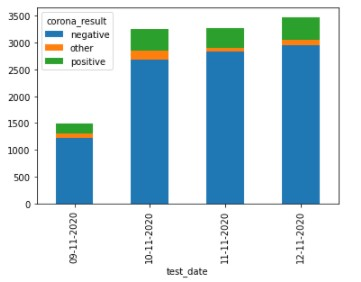 3500
3000
2500
2000
1500
1000
500
0
corona_result
negative
other
positive
09-11-2020
10-11-2020
11-11-2020
12-11-2020
test_date